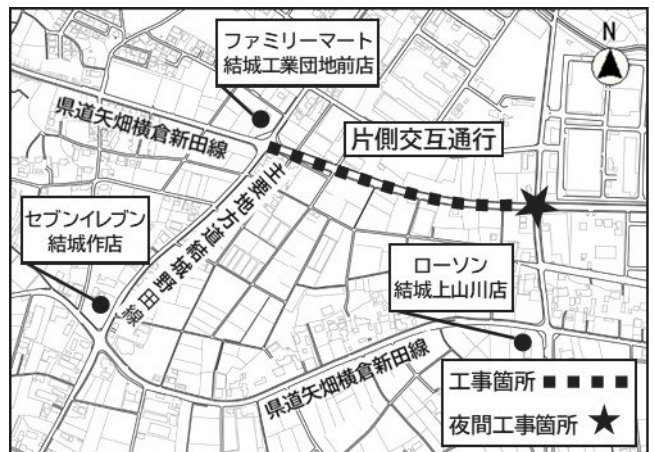 ファミリーマート
結城工業団地前店
N
県道矢畑横倉新田線
片側交互通行
主要地方道結城野田線
セブンイレブン
結城作店
ローソン
結城上山川店
県道矢畑横倉新田線
工事箇所
夜間工事箇所